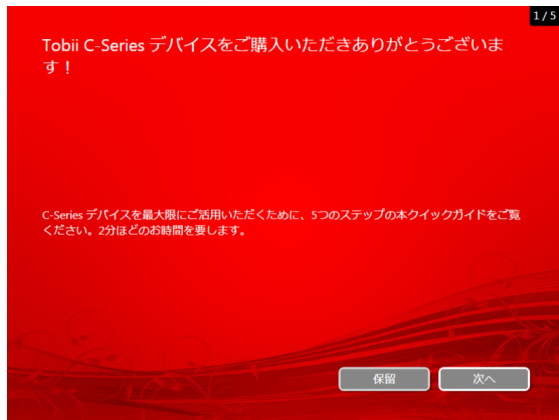 1/5
Tobii C-Series デバイスをご購入いただきありがとうございま
す！
C-Series デバイスを最大限にご活用いただくために、5つのステップの本クイックガイドをご覧
ください。2分ほどのお時間を要します。
保留
次へ